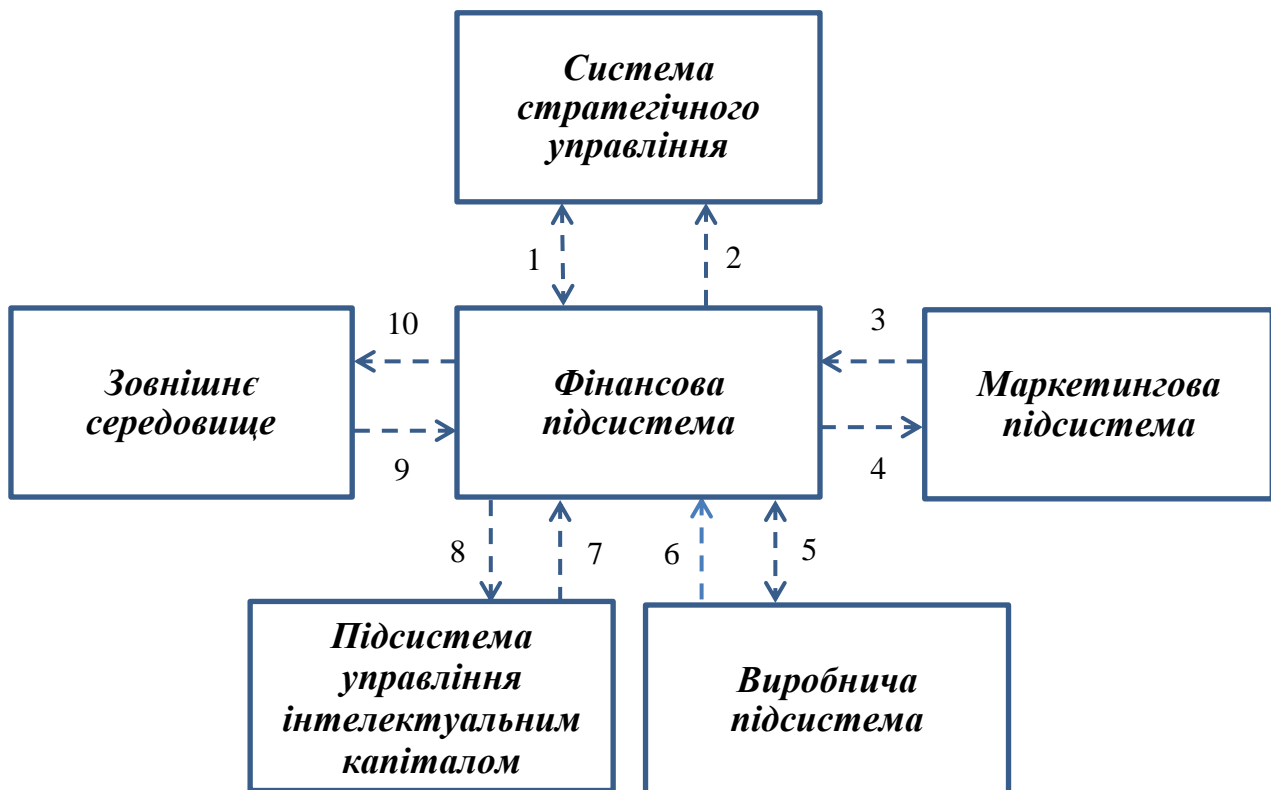 Система
стратегічного
управління
1
2
10
3
Зовнішнє
середовище
Фінансова
підсистема
Маркетингова
підсистема
9
4
8
7
6
5
Підсистема
управління
інтелектуальним
капіталом
Виробнича
підсистема